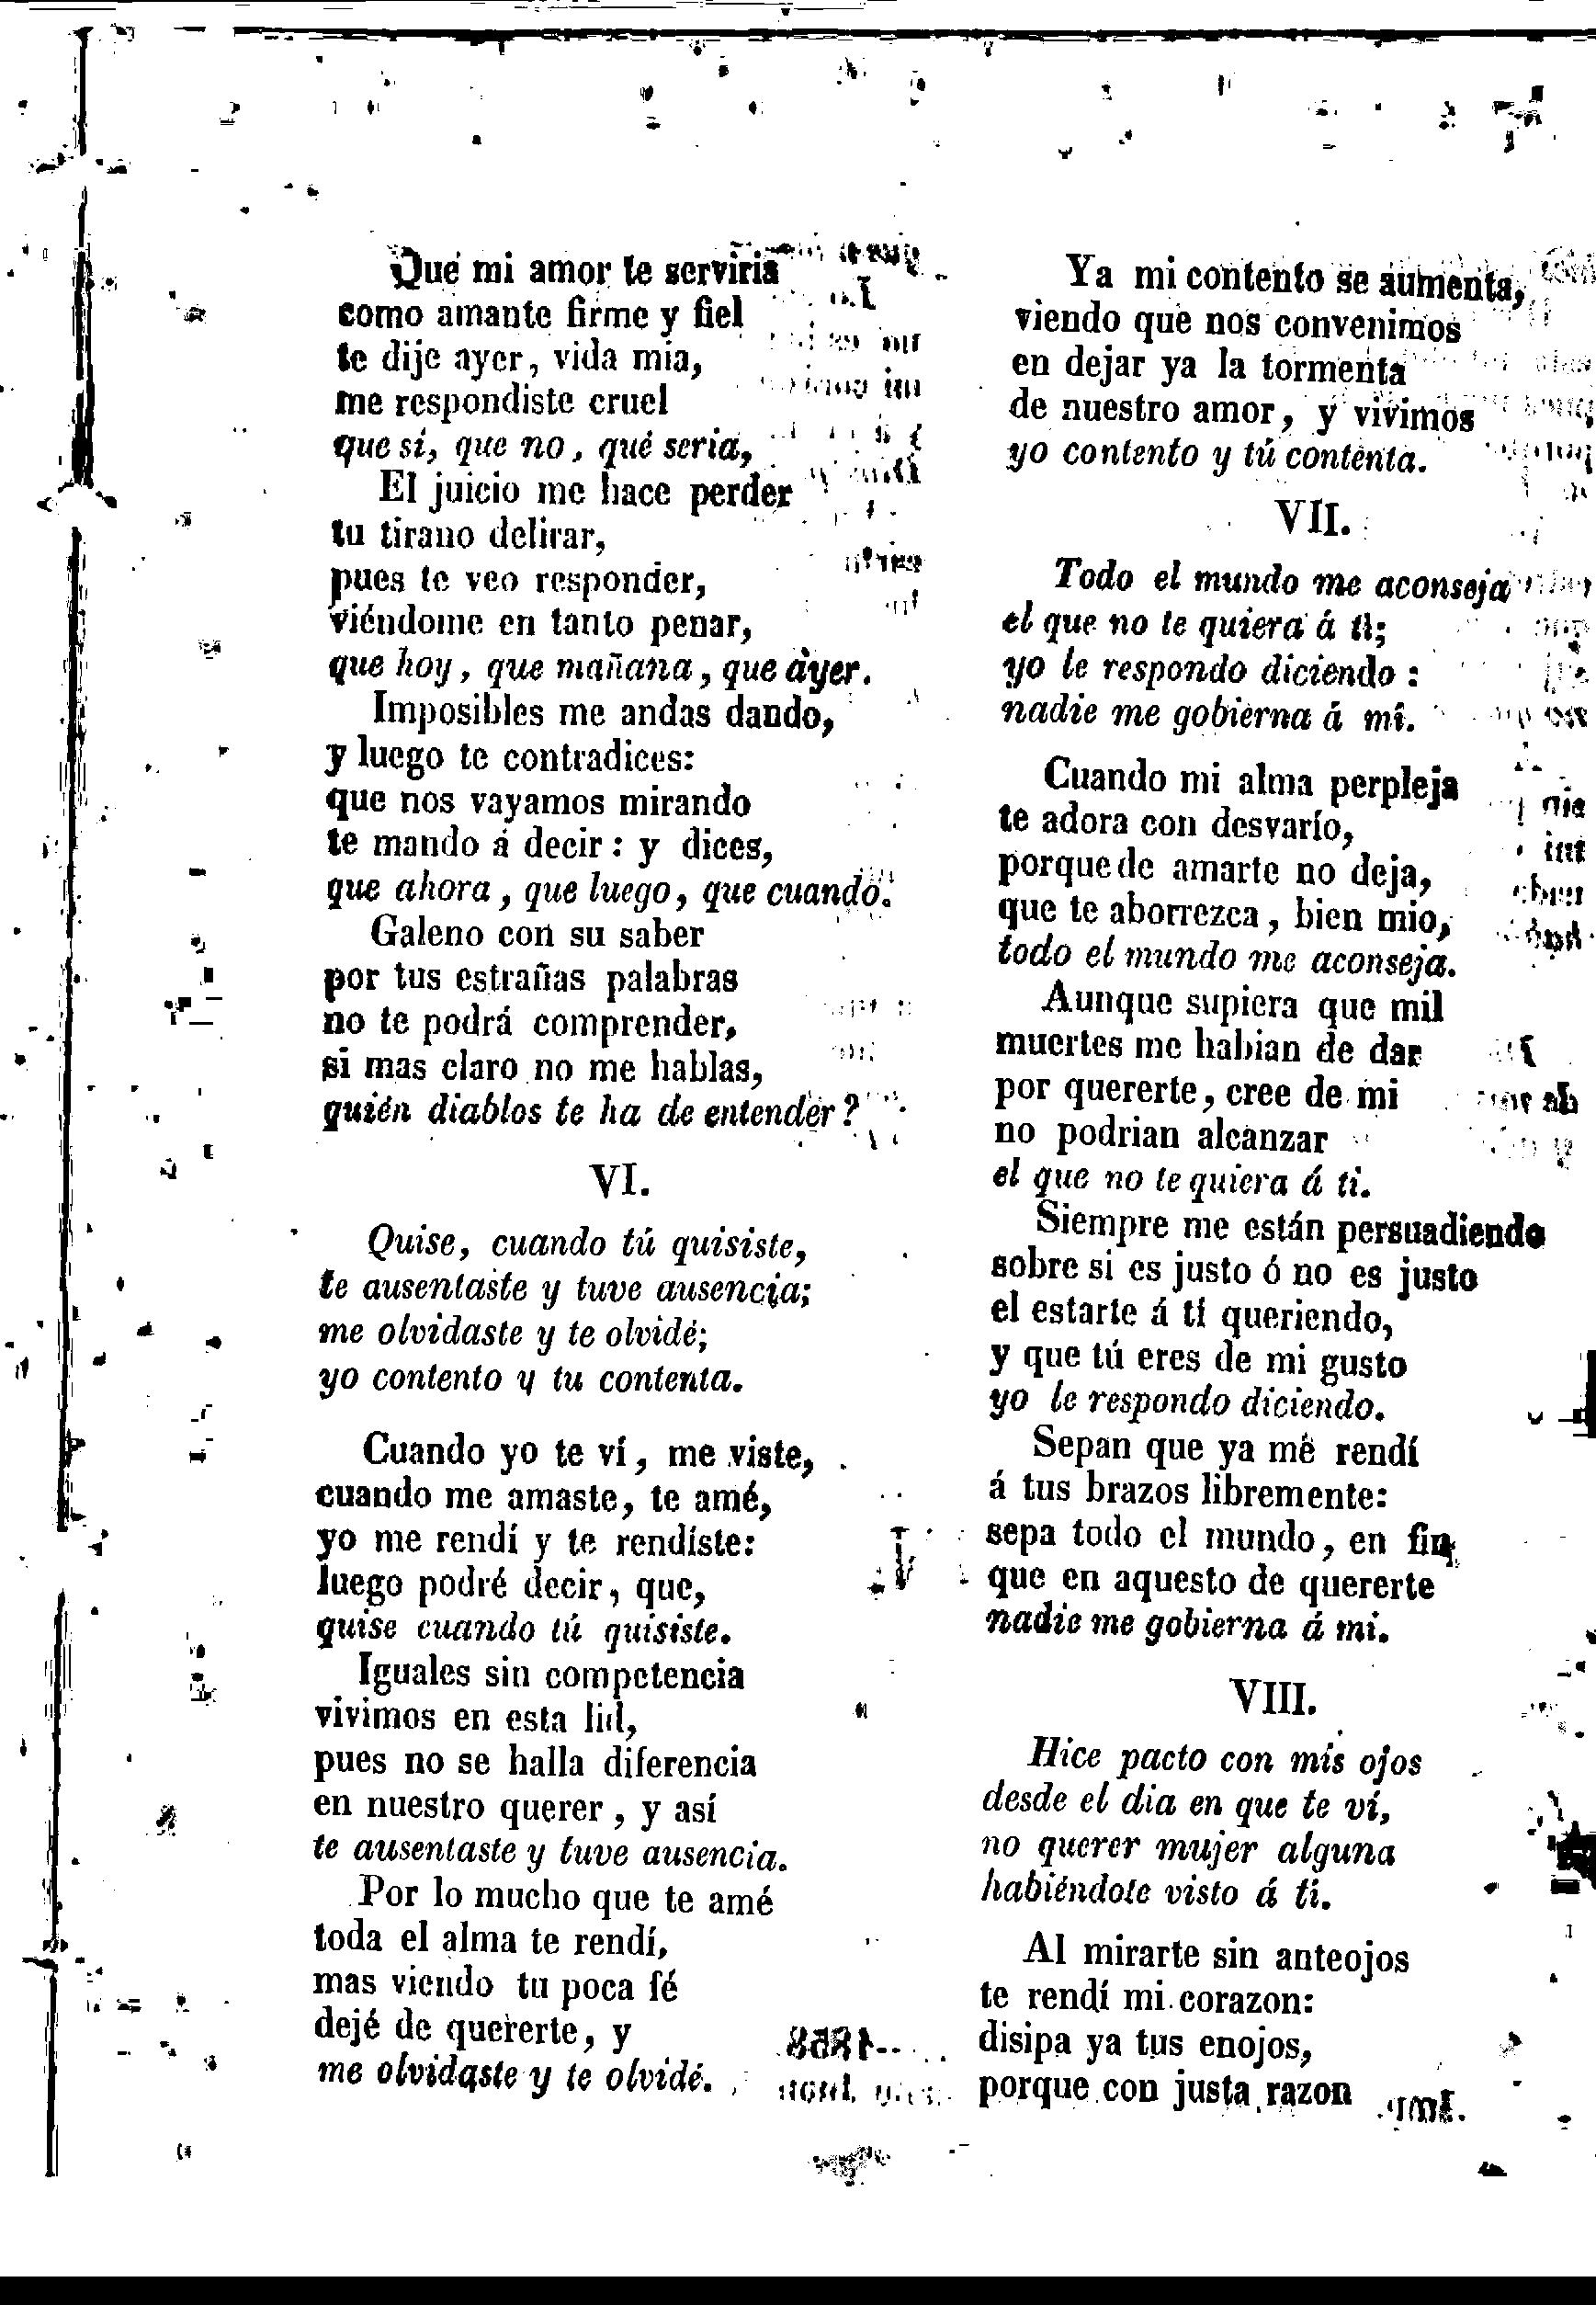 Que mi amor te serviria
como amante firme y fiel
te dije ayer, vida mia,
me respondiste cruel
que sí, que no, qué seria,
El juicio me hace perder
tu tirano delirar,
pues te veo responder,
viéndome en tanto penar,
que hoy, que mañana, que ayer.
Imposibles me andas dando,
y luego te contradices:
que nos vayamos mirando
te mando á decir: y dices,
que ahora, que luego, que cuando.
Galeno con su saber
por tus estrañas palabras
no te podrá comprender,
si mas claro no me hablas,
quién diablos te ha de entender?
VI.
Quise, cuando tú quisiste,
te ausentaste y tuve ausencia;
me olvidaste y te olvidé;
yo contento y tu contenta.
Cuando yo te ví, me viste,
cuando me amaste, te amé,
yo me rendí y te rendíste:
luego podré decir, que,
quise cuando tú quisiste.
Iguales sin competencia
vivimos en esta lid,
pues no se halla diferencia
en nuestro querer, y así
te ausentaste y tuve ausencia.
Por lo mucho que te amé
toda el alma te rendí,
mas viendo tu poca fé
dejé de quererte, y
me olvidaste y te olvidé.
Ya mi contento se aumenta,
viendo que nos convenimos
en dejar ya la tormenta
de nuestro amor, y vivimos
yo contento y tú contenta.
VII.
Todo el mundo me aconseja
el que no te quiera á ti;
yo le respondo diciendo:
nadie me gobierna á mí.
Cuando mi alma perpleja
te adora con desvarío,
porque de amarte no deja,
que te aborrezca, bien mio,
todo el mundo me aconseja.
Aunque supiera que mil
muertes me habian de dar
por quererte, cree de mi
no podrian alcanzar
el que no te quiera á ti.
Siempre me están persuadiendo
sobre si es justo ó no es justo
el estarte á tí queriendo,
y que tú eres de mi gusto
yo le respondo diciendo.
Sepan que ya me rendí
á tus brazos libremente:
sepa todo el mundo, en fin,
que en aquesto de quererte
nadie me gobierna á mi.
VIII.
Hice pacto con mis ojos
desde el dia en que te ví,
no querer mujer alguna
habiéndote visto á ti.
Al mirarte sin anteojos
te rendí mi corazon:
disipa ya tus enojos,
porque con justa razon